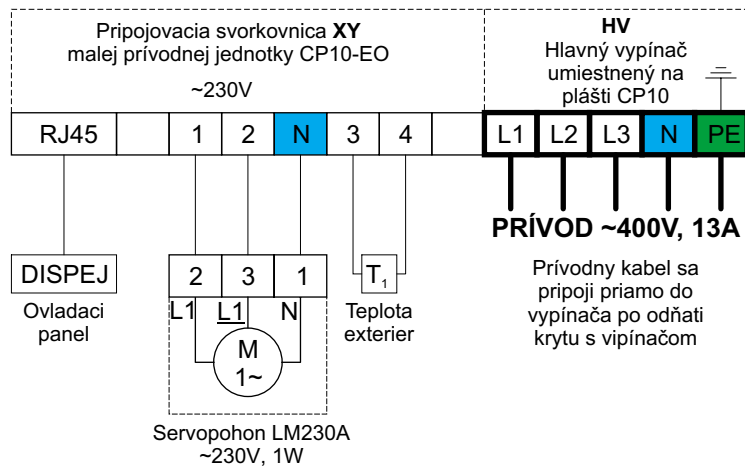 Pripojovacia svorkovnica XY
malej prívodnej jednotky CP10-EO
~230V
HV
Hlavný vypínač
umiestnený na
plášti CP10
RJ45 1 2 N 3 4 L1 L2 L3 N PE
PRÍVOD ~400V, 13A
Prívodny kabel sa
pripoji priamo do
vypínača po odňati
krytu s vipínačom
DISPEJ
Ovladaci
panel
2 3 1
L1 L1 N
M
1~
T1
Teplota
exterier
Servopohon LM230A
~230V, 1W